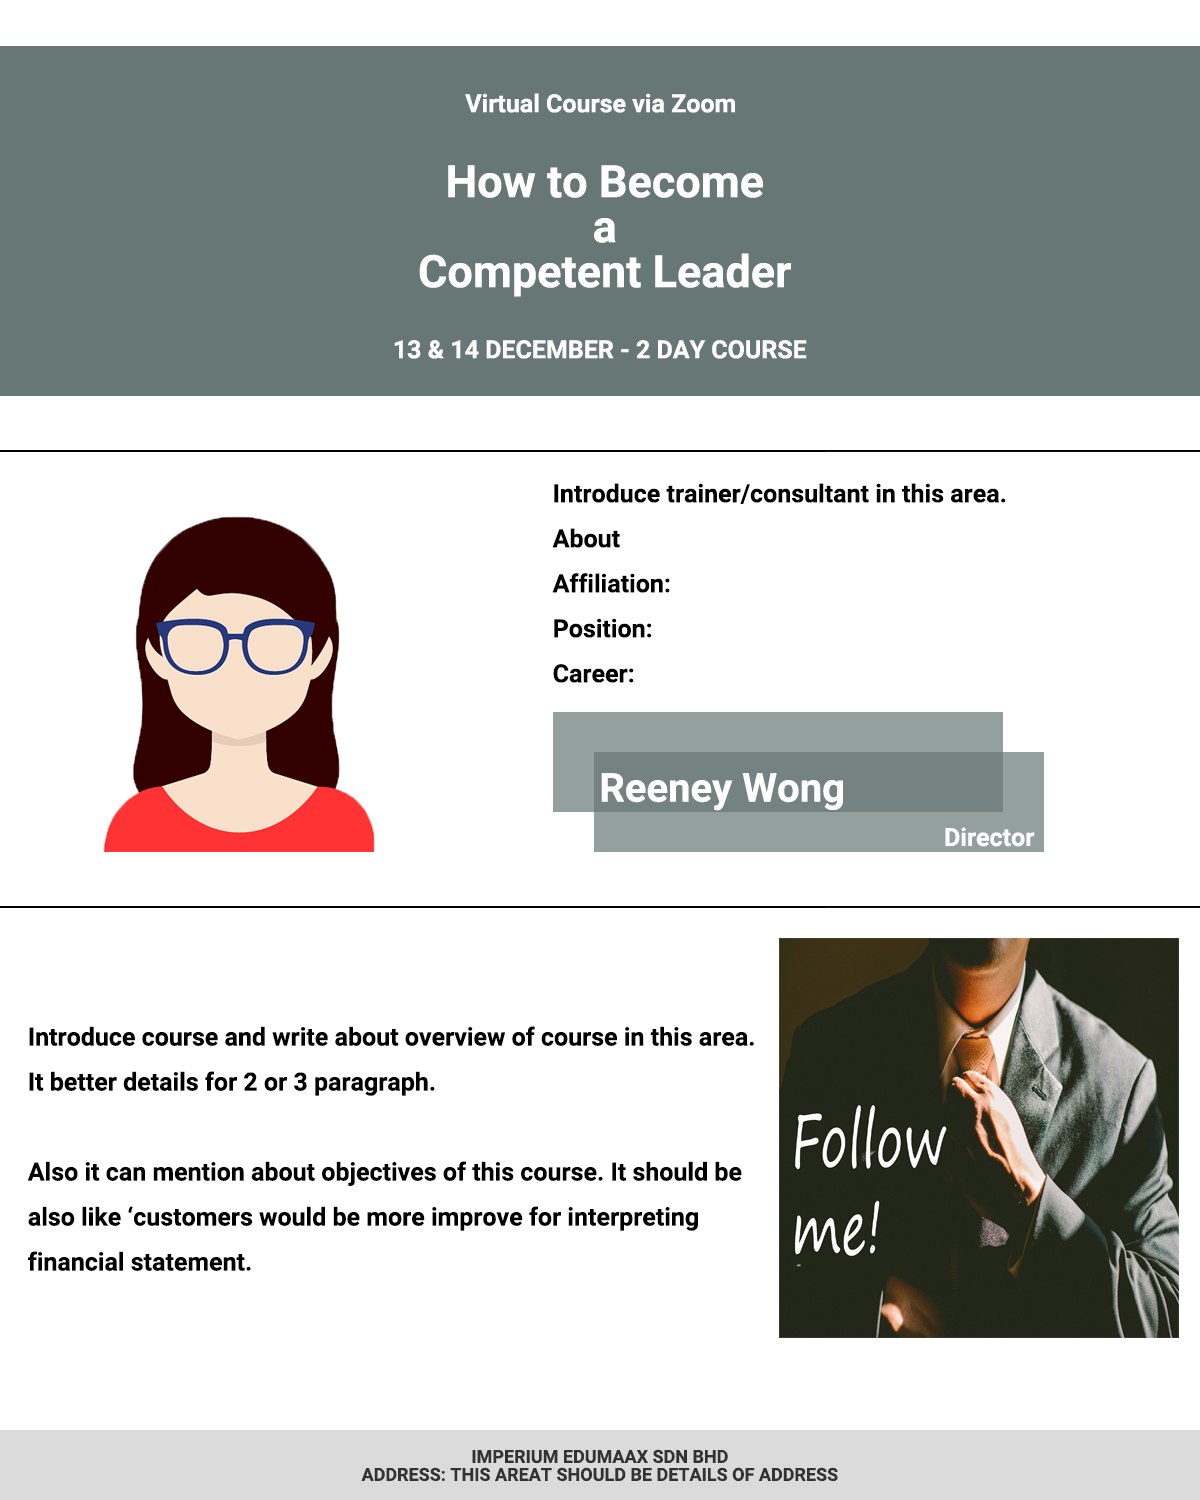 Virtual Course via Zoom
How to Become
a
Competent Leader
13 & 14 DECEMBER - 2 DAY COURSE
Introduce trainer/consultant in this area.
About
Affiliation:
Position:
Career:
Reeney Wong
Director
Introduce course and write about overview of course in this area.
It better details for 2 or 3 paragraph.
Also it can mention about objectives of this course. It should be
also like ‘customers would be more improve for interpreting
financial statement.
Follow
me!
IMPERIUM EDUMAAX SDN BHD
ADDRESS: THIS AREAT SHOULD BE DETAILS OF ADDRESS